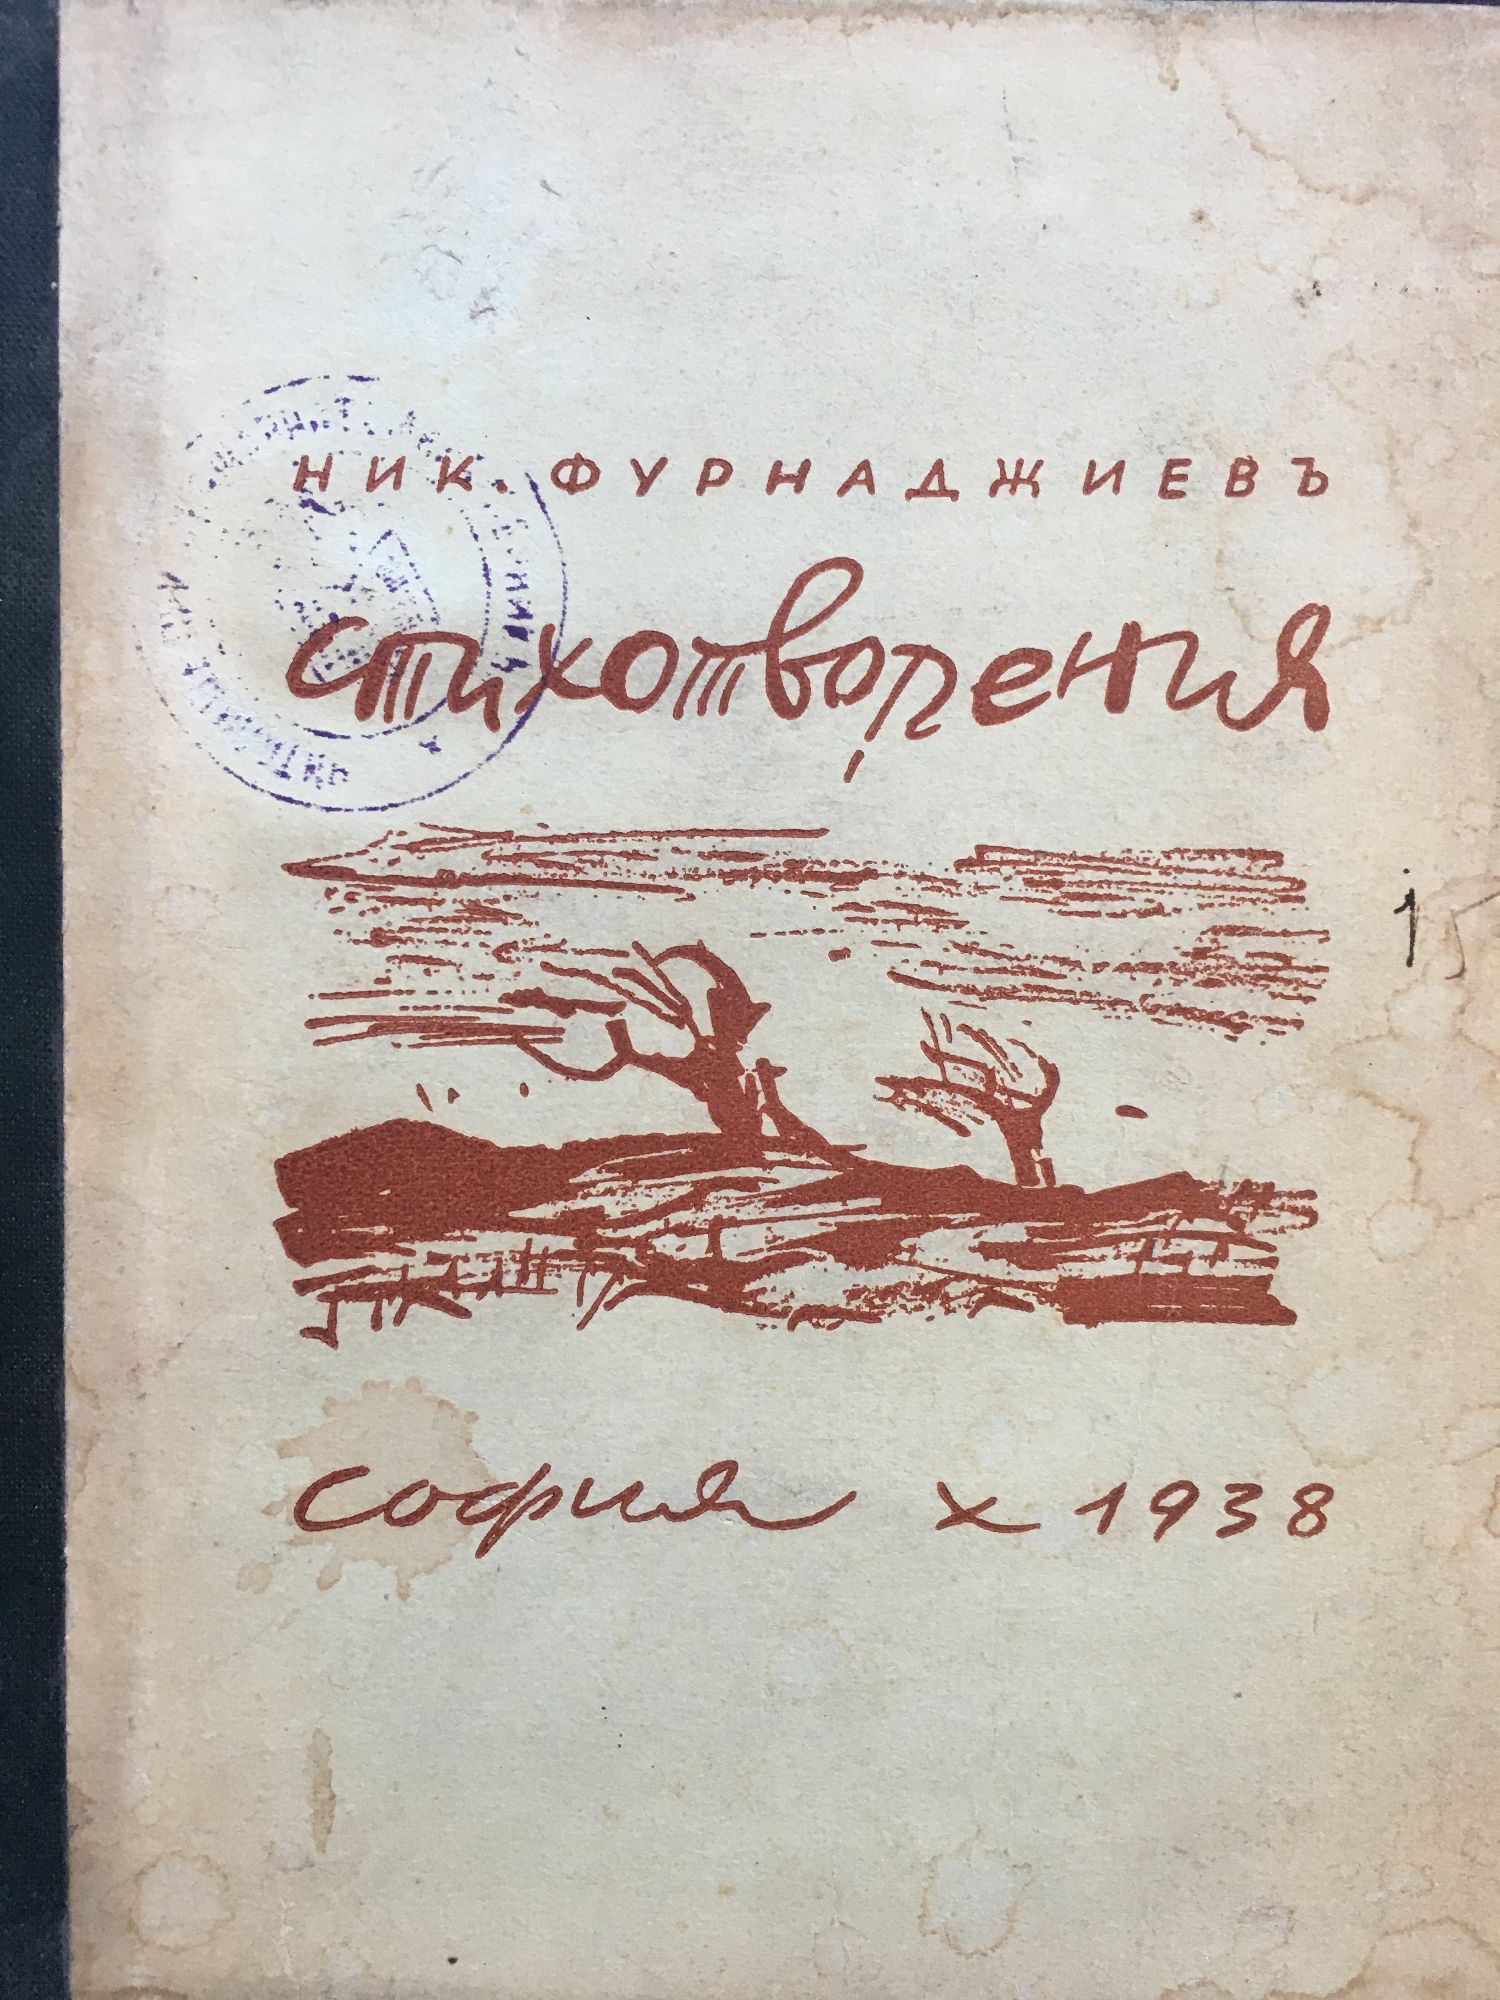 НИК. ФУРНАДЖИЕВЪ
стихотворения
София х 1938